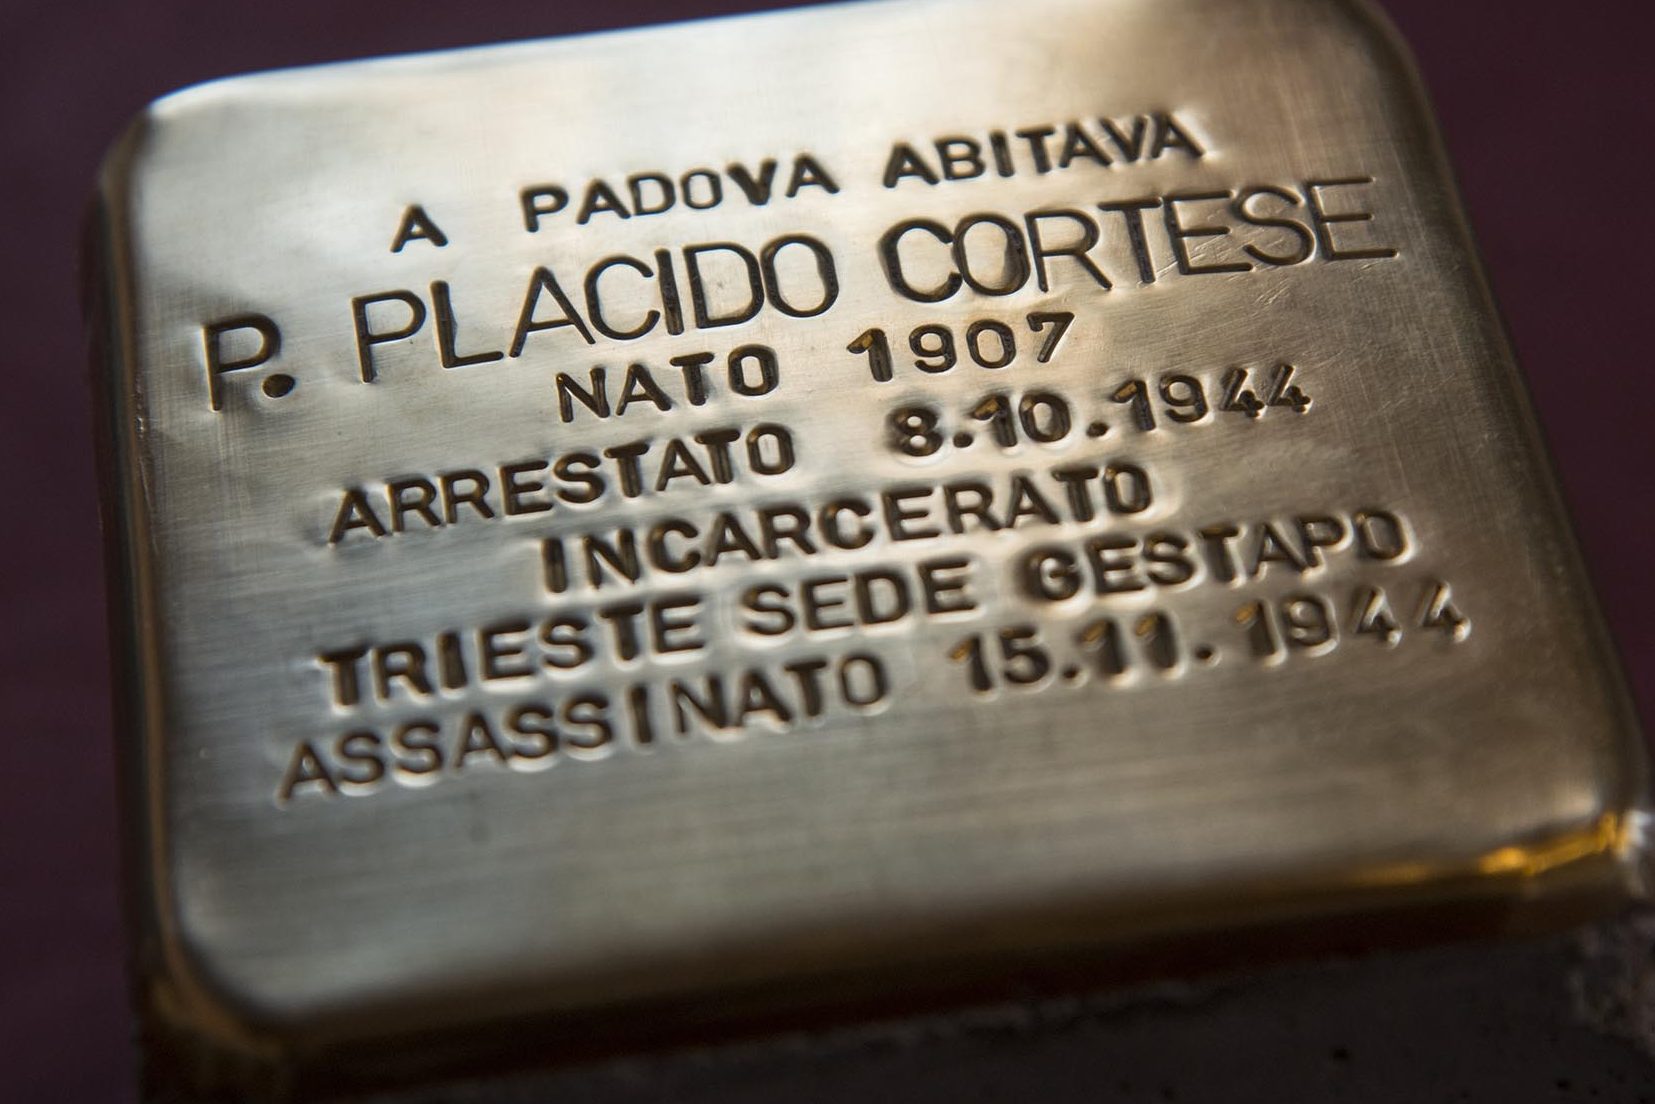 A PADOVA ABITAVA
P. PLACIDO CORTESE
NATO 1907
ARRESTATO 8.10.1944
INCARCERATO
TRIESTE SEDE GESTAPO
ASSASSINATO 15.11.1944